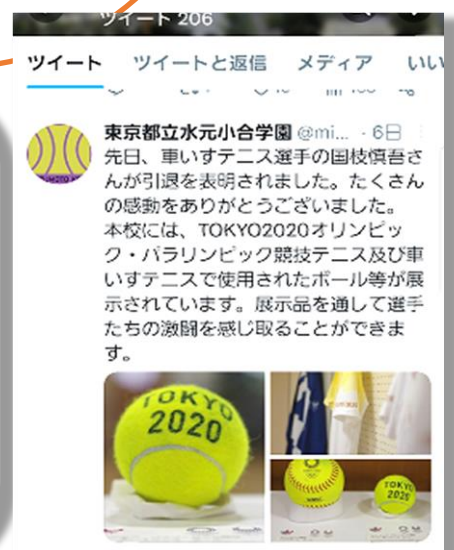 ツイート 206
ツイート ツイートと返信 メディア いい
東京都立水元小合学園 @mi... · 6日
先日、車いすテニス選手の国枝慎吾さ
んが引退を表明されました。たくさん
の感動をありがとうございました。
本校には、TOKYO2020オリンピッ
ク・パラリンピック競技テニス及び車
いすテニスで使用されたボール等が展
示されています。展示品を通して選手
たちの激闘を感じ取ることができま
す。
TOKYO
2020
TOKYO
2020